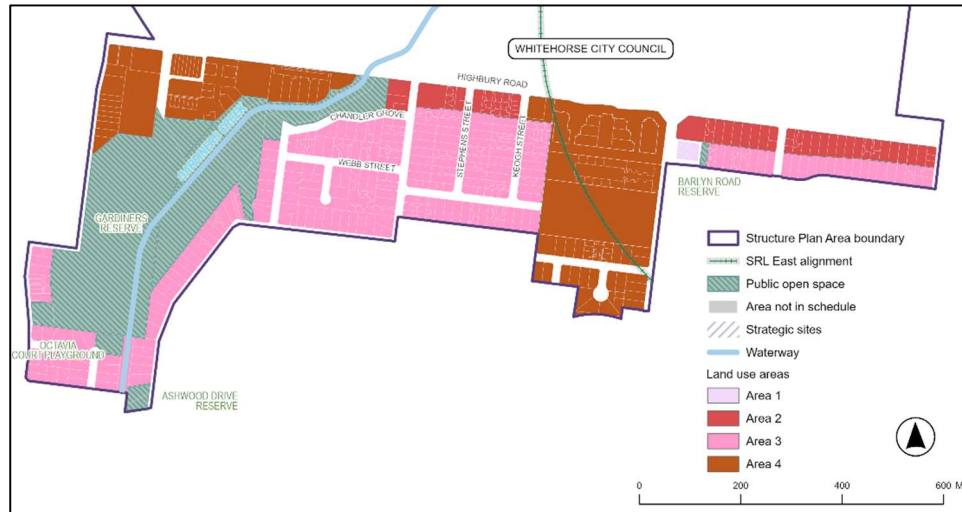 WHITEHORSE CITY COUNCIL
HIGHBURY ROAD
CHANDLER GROVE
STEPHENS STREET
KEOGH STREET
WEBB STREET
BARLYN ROAD
RESERVE
GARDINERS
RESERVE
OCTAVIA
COURT PLAYGROUND
ASHWOOD DRIVE
RESERVE
Structure Plan Area boundary
SRL East alignment
Public open space
Area not in schedule
Strategic sites
Waterway
Land use areas
Area 1
Area 2
Area 3
Area 4
0 200 400 600 M